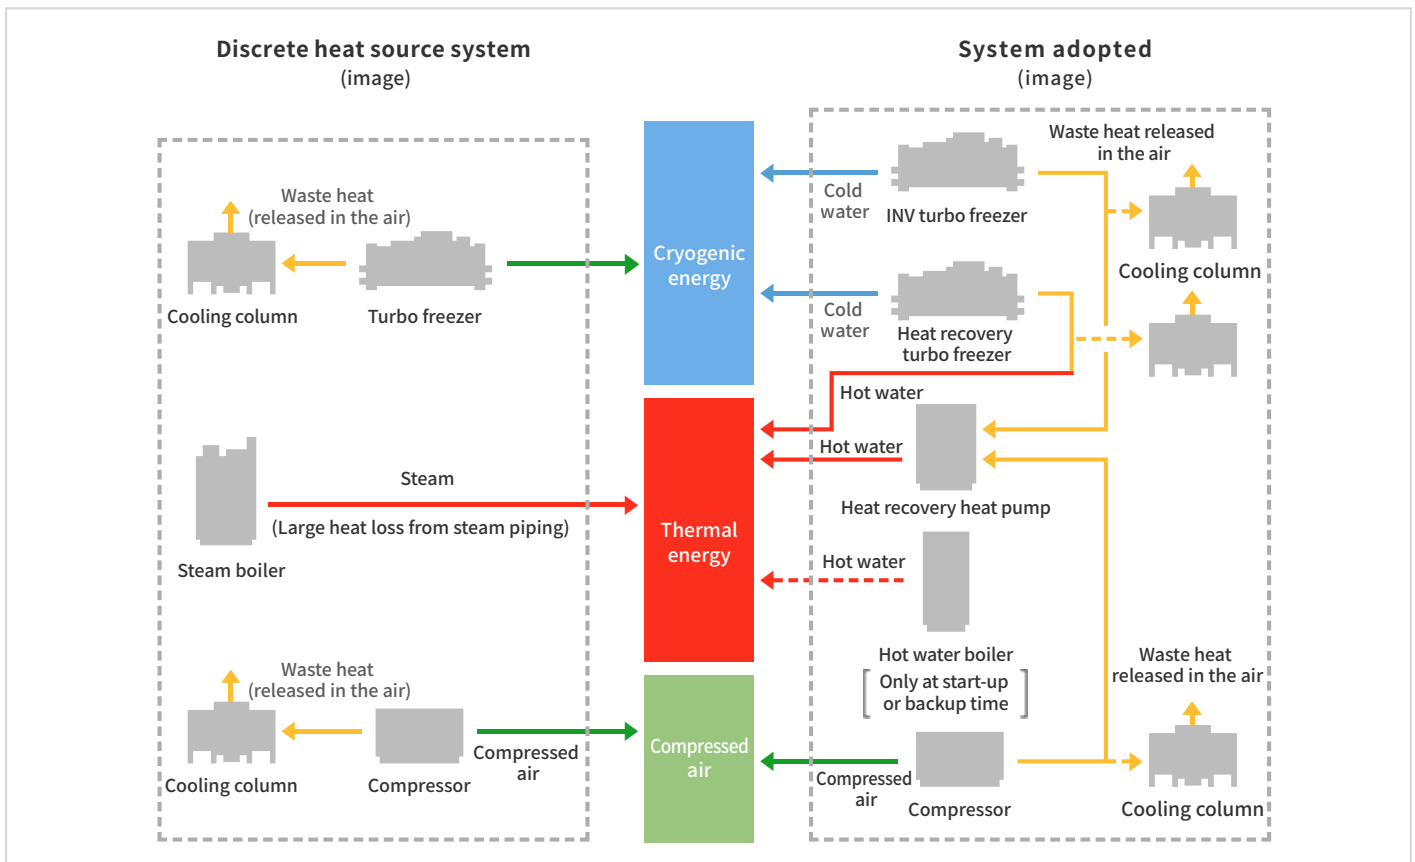 Discrete heat source system
(image)
Waste heat
(released in the air)
Cooling column
Turbo freezer
Steam
(Large heat loss from steam piping)
Steam boiler
Waste heat
(released in the air)
Compressed
air
Cooling column
Compressor
Cryogenic
energy
Thermal
energy
Compressed
air
System adopted
(image)
Waste heat released
in the air
Cold
water
INV turbo freezer
Cooling column
Cold
water
Heat recovery
turbo freezer
Hot water
Hot water
Heat recovery heat pump
Hot water
Hot water boiler
Only at start-up
or backup time
Waste heat
released in the air
Compressed
air
Compressor
Cooling column